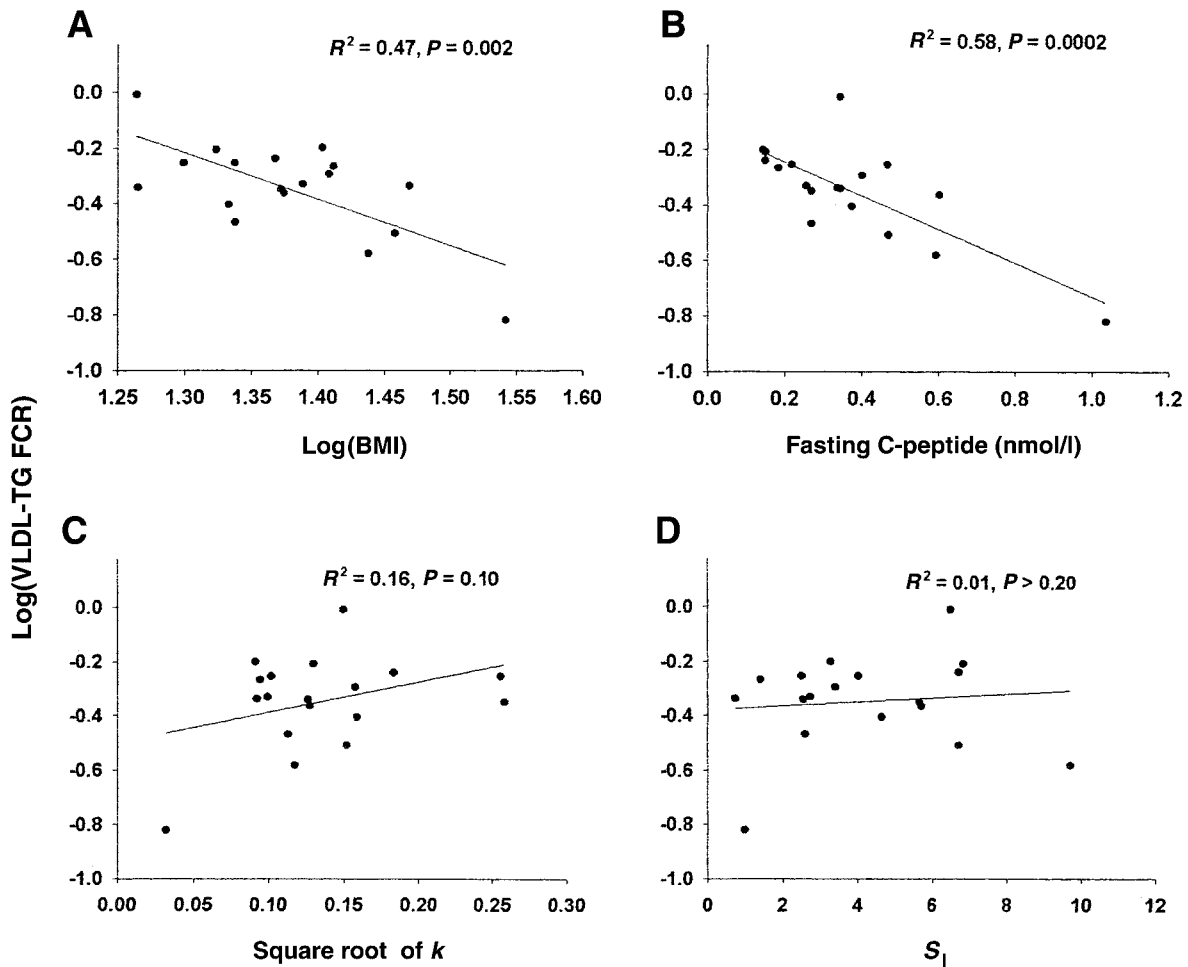 A
R² = 0.47, P = 0.002
0.0
-0.2
-0.4
-0.6
-0.8
-1.0
1.25 1.30 1.35 1.40 1.45 1.50 1.55 1.60
Log(BMI)
B
R² = 0.58, P = 0.0002
0.0
-0.2
-0.4
-0.6
-0.8
-1.0
0.0 0.2 0.4 0.6 0.8 1.0 1.2
Fasting C-peptide (nmol/l)
Log(VLDL-TG FCR)
C
R² = 0.16, P = 0.10
0.0
-0.2
-0.4
-0.6
-0.8
-1.0
0.00 0.05 0.10 0.15 0.20 0.25 0.30
Square root of k
D
R² = 0.01, P > 0.20
0.0
-0.2
-0.4
-0.6
-0.8
-1.0
0 2 4 6 8 10 12
S_I